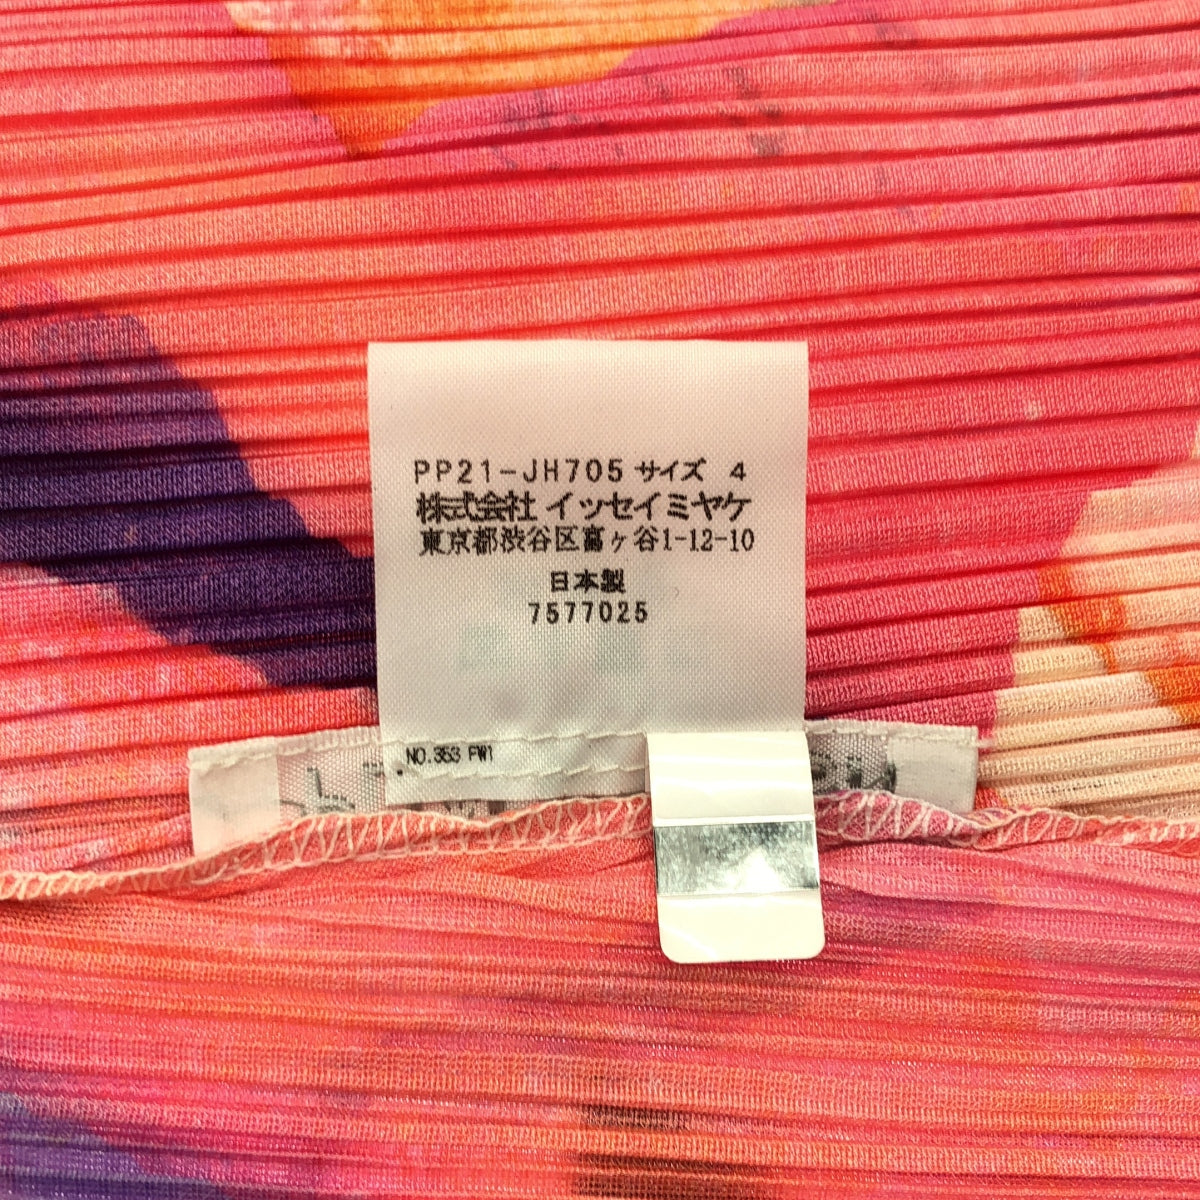 PP21-JH705 サイズ 4
株式会社 イッセイミヤケ
東京都渋谷区富ヶ谷1-12-10
日本製
7577025
NO.353 FW1